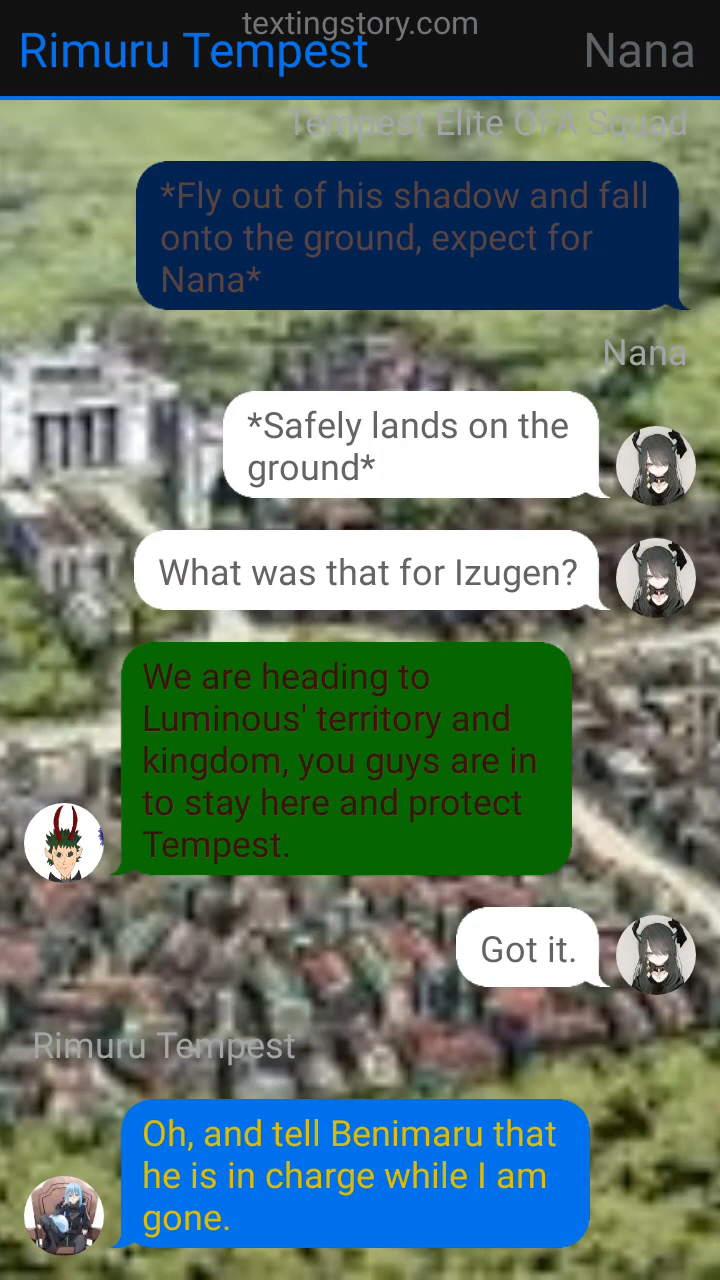 textingstory.com
Rimuru Tempest
Nana
Tempest Elite OFA Squad
*Fly out of his shadow and fall
onto the ground, expect for
Nana*
Nana
*Safely lands on the
ground*
What was that for Izugen?
We are heading to
Luminous' territory and
kingdom, you guys are in
to stay here and protect
Tempest.
Got it.
Rimuru Tempest
Oh, and tell Benimaru that
he is in charge while I am
gone.